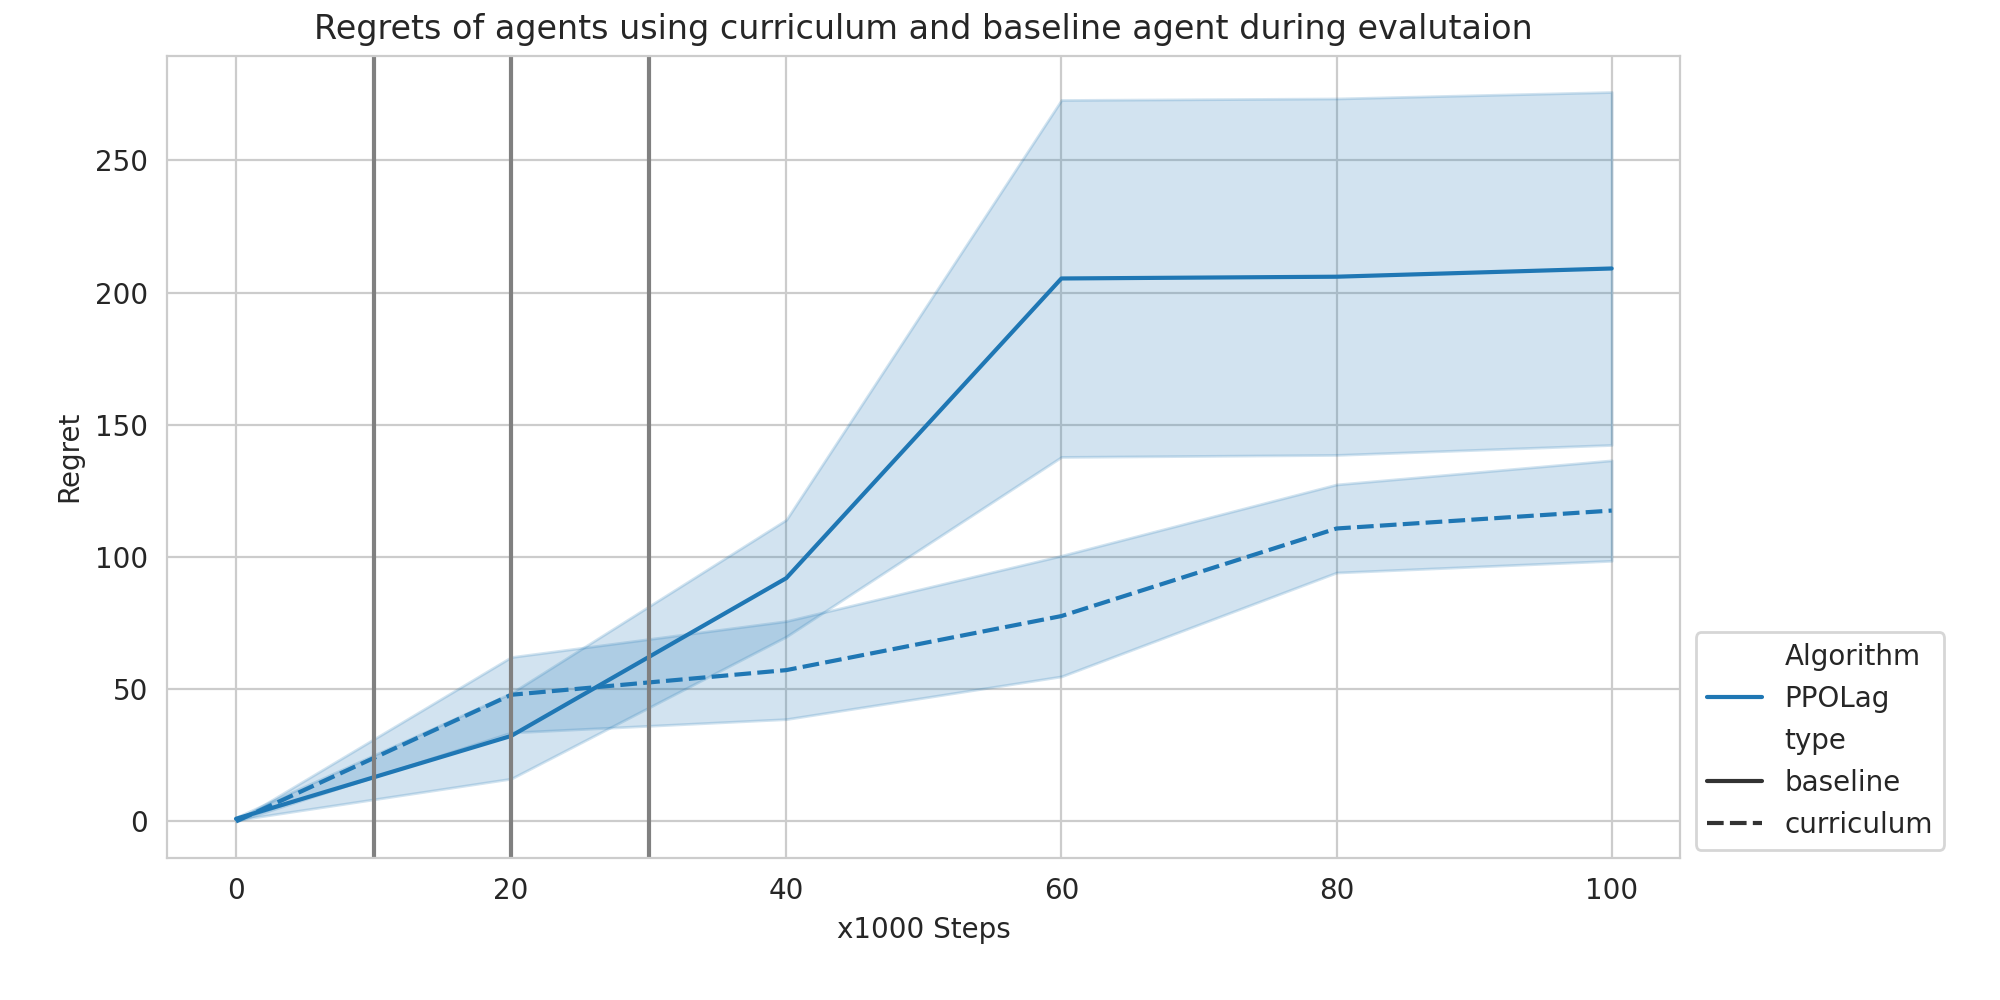 Regrets of agents using curriculum and baseline agent during evalutaion
250
200
150
100
50
0
Regret
0 20 40 60 80 100
x1000 Steps
Algorithm
PPOLag
type
baseline
curriculum